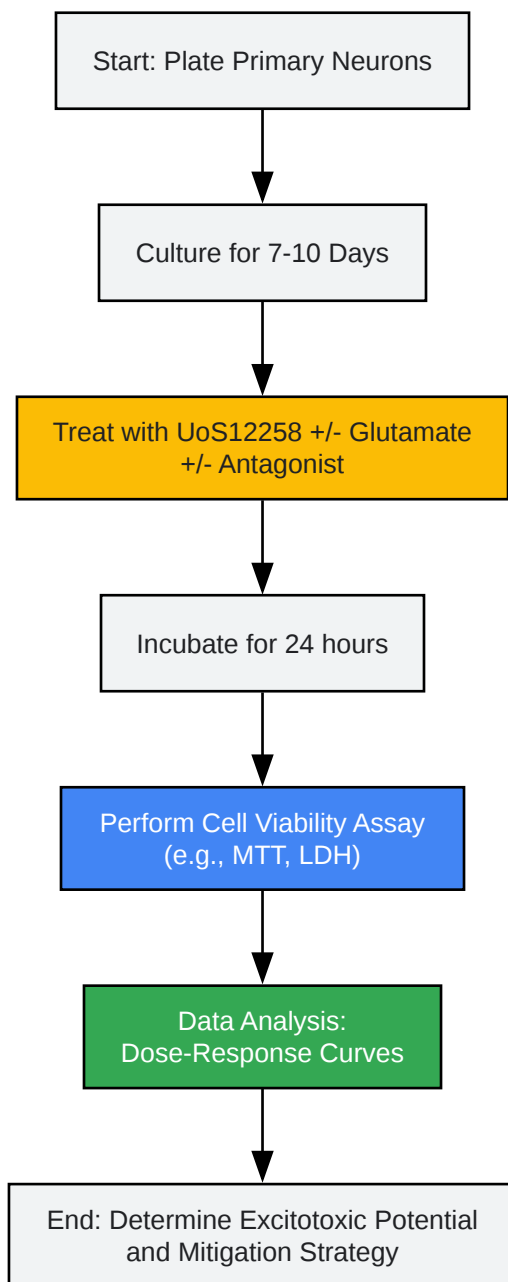 Start: Plate Primary Neurons
Culture for 7-10 Days
Treat with UoS12258 +/- Glutamate
+/- Antagonist
Incubate for 24 hours
Perform Cell Viability Assay
(e.g., MTT, LDH)
Data Analysis:
Dose-Response Curves
End: Determine Excitotoxic Potential
and Mitigation Strategy